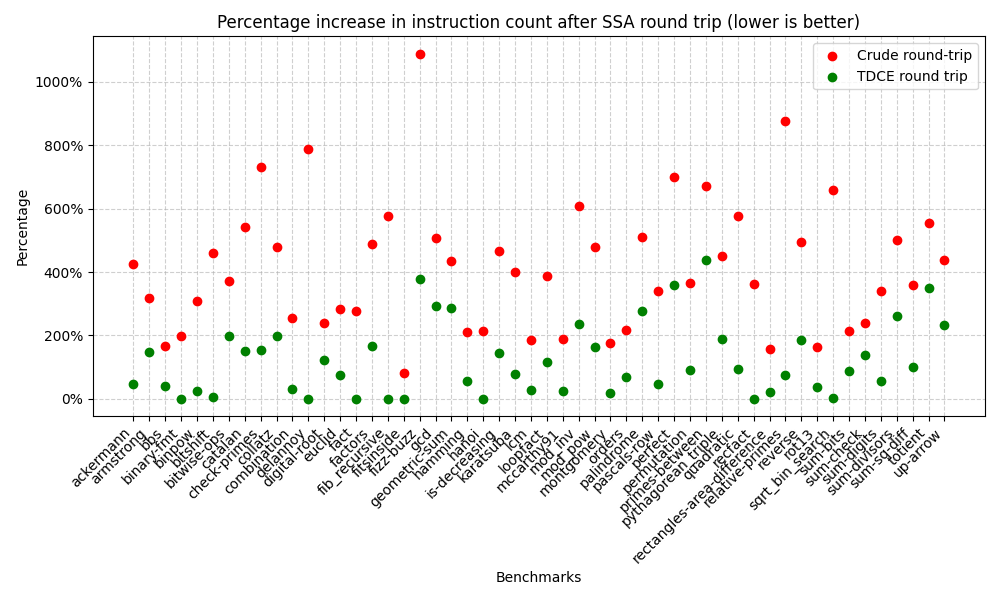 Percentage increase in instruction count after SSA round trip (lower is better)
Crude round-trip
TDCE round trip
Percentage
1000%
800%
600%
400%
200%
0%
ackermann
armstrong
bbs
binary-fmt
binpow
bitshift
bitwise-ops
catalan
check-primes
collatz
combination
delannoy
digital-root
euclid
fact
factors
fib_recursive
fitsinside
fizz-buzz
gcd
geometric-sum
hamming
hanoi
is-decreasing
karatsuba
lcm
loopfact
mccarthy91
mod_inv
mod_pow
montgomery
orders
palindrome
pascals-row
perfect
permutation
primes-between
pythagorean_triple
quadratic
recfact
rectangles-area-difference
relative-primes
reverse
rot13
sqrt_bin_search
sum-bits
sum-check
sum-digits
sum-divisors
sum-sq-diff
totient
up-arrow
Benchmarks